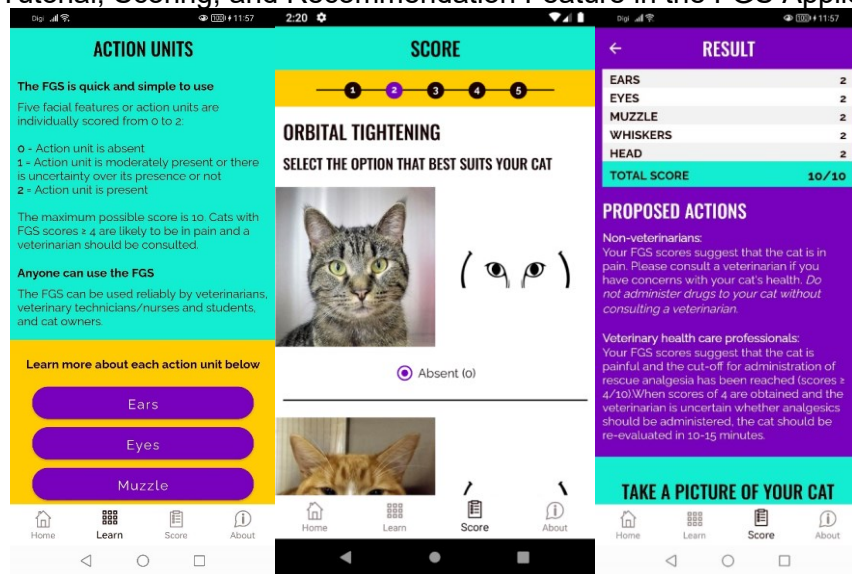 Tutorial, Scoring, and Recommendation Feature in the FGS Applic
Digi
100
11:57
ACTION UNITS
The FGS is quick and simple to use
Five facial features or action units are
individually scored from 0 to 2:
0 - Action unit is absent
1 - Action unit is moderately present or there
is uncertainty over its presence or not
2 - Action unit is present
The maximum possible score is 10. Cats with
FGS scores ≥ 4 are likely to be in pain and a
veterinarian should be consulted.
Anyone can use the FGS
The FGS can be used reliably by veterinarians,
veterinary technicians/nurses and students,
and cat owners.
Learn more about each action unit below
Ears
Eyes
Muzzle
Home Learn Score About
2:20
SCORE
1 2 3 4 5
ORBITAL TIGHTENING
SELECT THE OPTION THAT BEST SUITS YOUR CAT
Absent (0)
Home Learn Score About
Digi
100
11:57
RESULT
EARS 2
EYES 2
MUZZLE 2
WHISKERS 2
HEAD 2
TOTAL SCORE 10/10
PROPOSED ACTIONS
Non-veterinarians:
Your FGS scores suggest that the cat is in
pain. Please consult a veterinarian if you
have concerns with your cat's health. Do
not administer drugs to your cat without
consulting a veterinarian.
Veterinary health care professionals:
Your FGS scores suggest that the cat is
painful and the cut-off for administration of
rescue analgesia has been reached (scores ≥
4/10).When scores of 4 are obtained and the
veterinarian is uncertain whether analgesics
should be administered, the cat should be
re-evaluated in 10-15 minutes.
TAKE A PICTURE OF YOUR CAT
Home Learn Score About